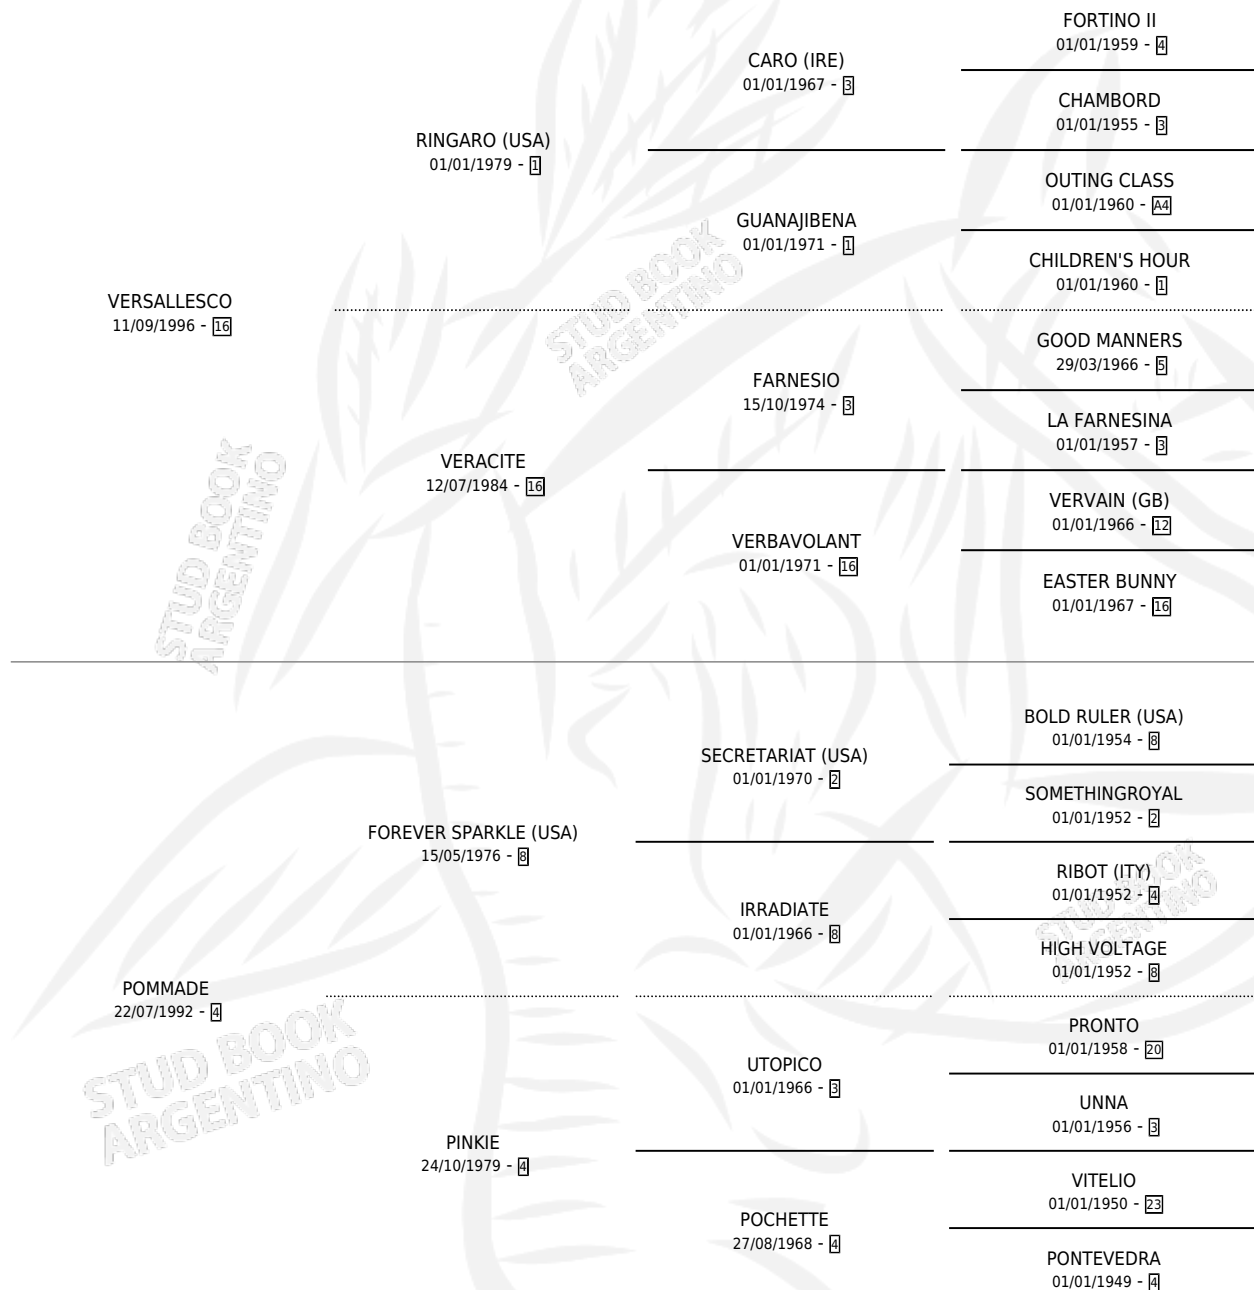 FORTINO II
01/01/1959 - 4
CARO (IRE)
01/01/1967 - 3
CHAMBORD
01/01/1955 - 3
RINGARO (USA)
01/01/1979 - 1
OUTING CLASS
01/01/1960 - A4
GUANAJIBENA
01/01/1971 - 1
CHILDREN'S HOUR
01/01/1960 - 1
VERSALLESCO
11/09/1996 - 16
GOOD MANNERS
29/03/1966 - 5
FARNESIO
15/10/1974 - 3
LA FARNESINA
01/01/1957 - 3
VERACITE
12/07/1984 - 16
VERVAIN (GB)
01/01/1966 - 12
VERBAVOLANT
01/01/1971 - 16
EASTER BUNNY
01/01/1967 - 16
STUD BOOK
ARGENTINO
STUD BOOK
ARGENTINO
BOLD RULER (USA)
01/01/1954 - 8
SECRETARIAT (USA)
01/01/1970 - 2
SOMETHINGROYAL
01/01/1952 - 2
FOREVER SPARKLE (USA)
15/05/1976 - 8
RIBOT (ITY)
01/01/1952 - 4
IRRADIATE
01/01/1966 - 8
HIGH VOLTAGE
01/01/1952 - 8
POMMADE
22/07/1992 - 4
PRONTO
01/01/1958 - 20
UTOPICO
01/01/1966 - 3
UNNA
01/01/1956 - 3
PINKIE
24/10/1979 - 4
VITELIO
01/01/1950 - 23
POCHETTE
27/08/1968 - 4
PONTEVEDRA
01/01/1949 - 4
STUD BOOK
ARGENTINO
STUD BOOK
ARGENTINO